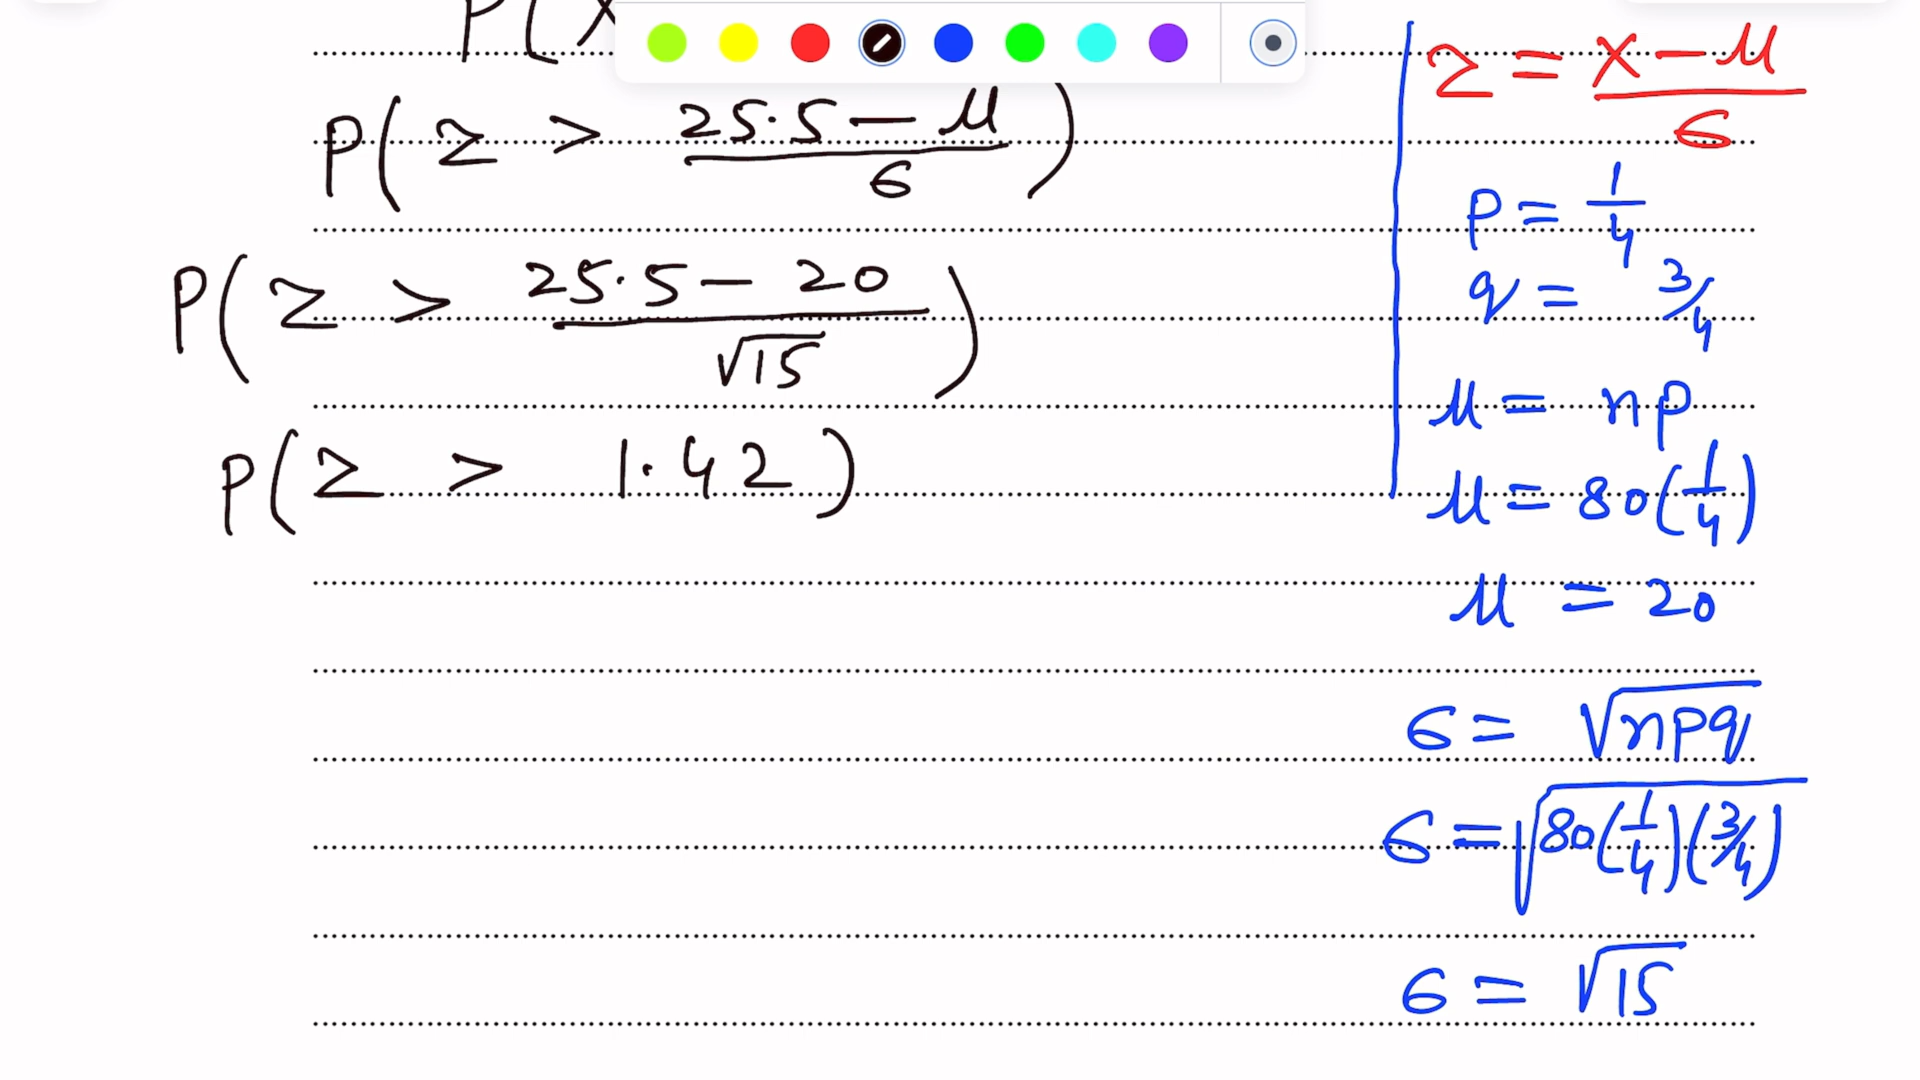 P(X
P(Z > (25.5 - μ)/σ)
P(Z > (25.5 - 20)/√15)
P(Z > 1.42)
Z = (X - μ)/σ
p = 1/4
q = 3/4
μ = np
μ = 80(1/4)
μ = 20
σ = √npq
σ = √80(1/4)(3/4)
σ = √15